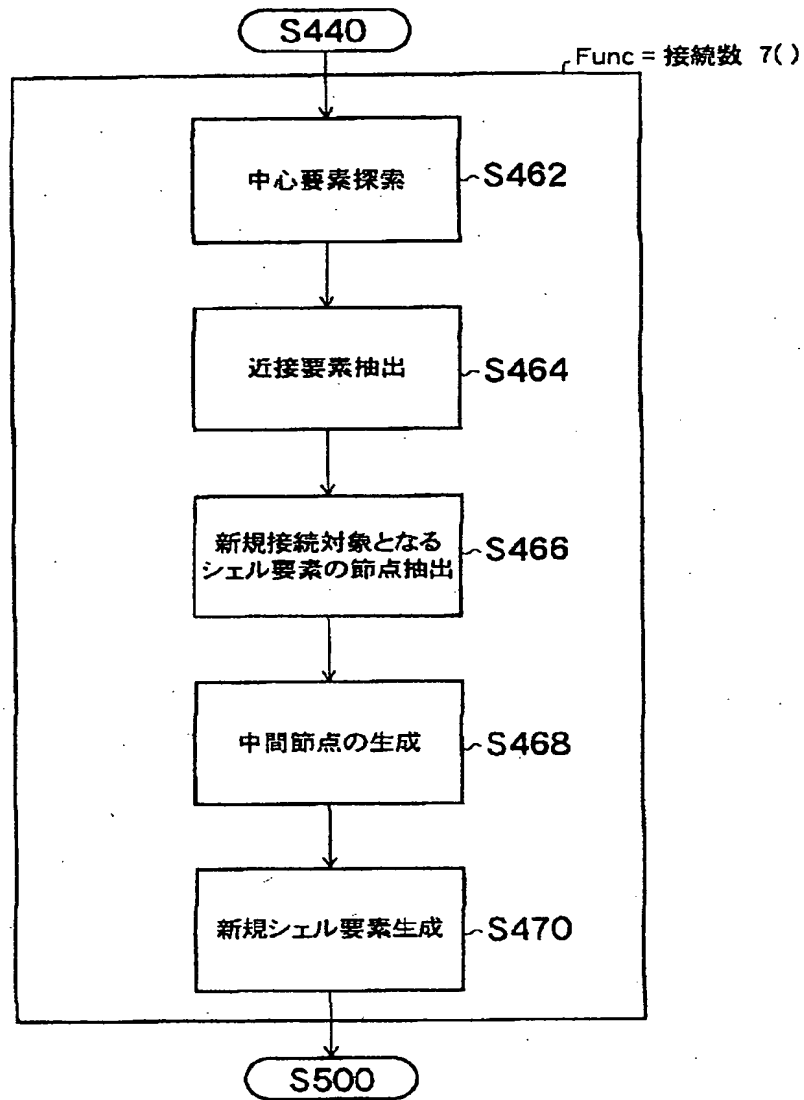 S440
Func = 接続数 7( )
中心要素探索
S462
近接要素抽出
S464
新規接続対象となる
シェル要素の節点抽出
S466
中間節点の生成
S468
新規シェル要素生成
S470
S500